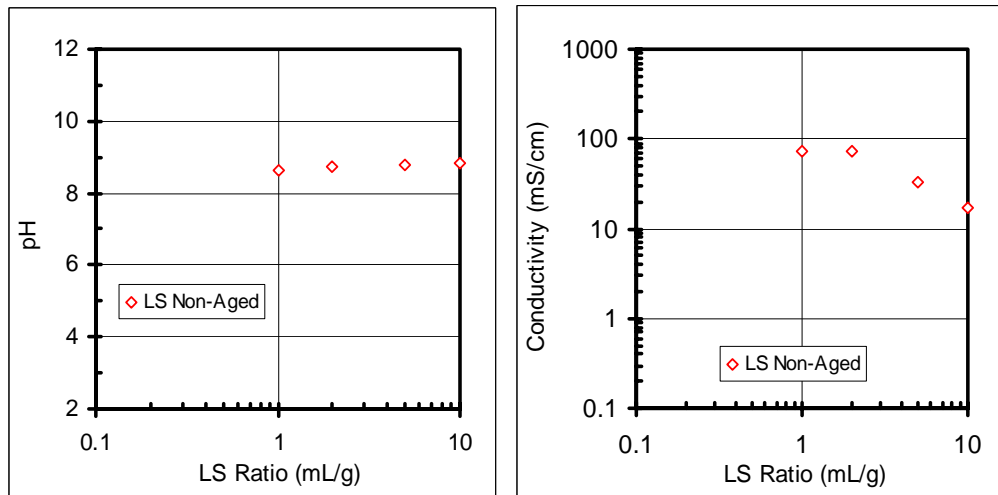 12
10
8
6
4
2
pH
LS Non-Aged
0.1
1
10
LS Ratio (mL/g)
1000
100
10
1
0.1
Conductivity (mS/cm)
LS Non-Aged
0.1
1
10
LS Ratio (mL/g)